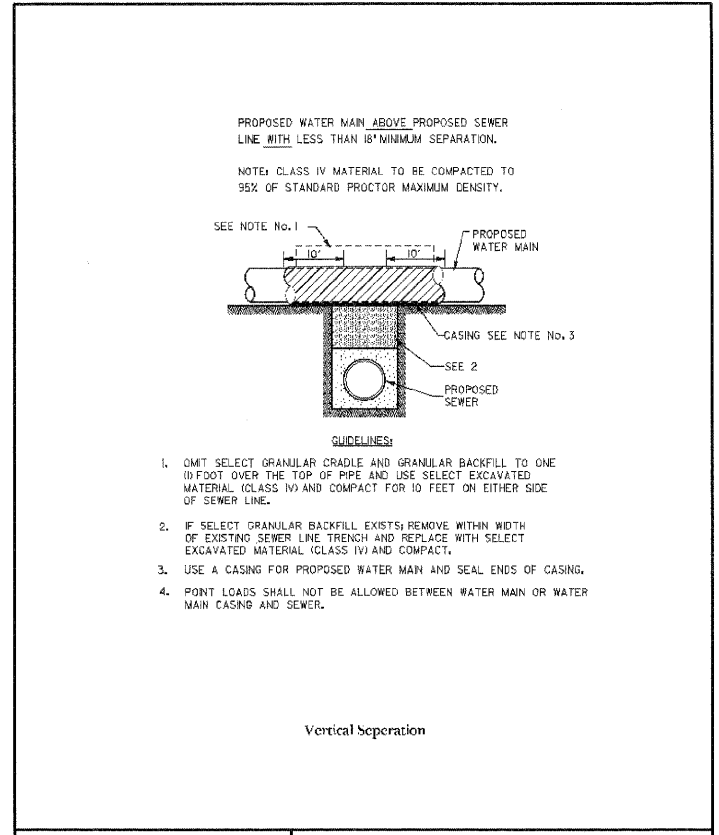 PROPOSED WATER MAIN ABOVE PROPOSED SEWER
LINE WITH LESS THAN 18" MINIMUM SEPARATION.
NOTE: CLASS IV MATERIAL TO BE COMPACTED TO
95% OF STANDARD PROCTOR MAXIMUM DENSITY.
SEE NOTE No. 1
PROPOSED
WATER MAIN
10'
10'
CASING SEE NOTE No. 3
SEE 2
PROPOSED
SEWER
GUIDELINES:
1. OMIT SELECT GRANULAR CRADLE AND GRANULAR BACKFILL TO ONE
(1) FOOT OVER THE TOP OF PIPE AND USE SELECT EXCAVATED
MATERIAL (CLASS IV) AND COMPACT FOR 10 FEET ON EITHER SIDE
OF SEWER LINE.
2. IF SELECT GRANULAR BACKFILL EXISTS; REMOVE WITHIN WIDTH
OF EXISTING SEWER LINE TRENCH AND REPLACE WITH SELECT
EXCAVATED MATERIAL (CLASS IV) AND COMPACT.
3. USE A CASING FOR PROPOSED WATER MAIN AND SEAL ENDS OF CASING.
4. POINT LOADS SHALL NOT BE ALLOWED BETWEEN WATER MAIN OR WATER
MAIN CASING AND SEWER.
Vertical Seperation